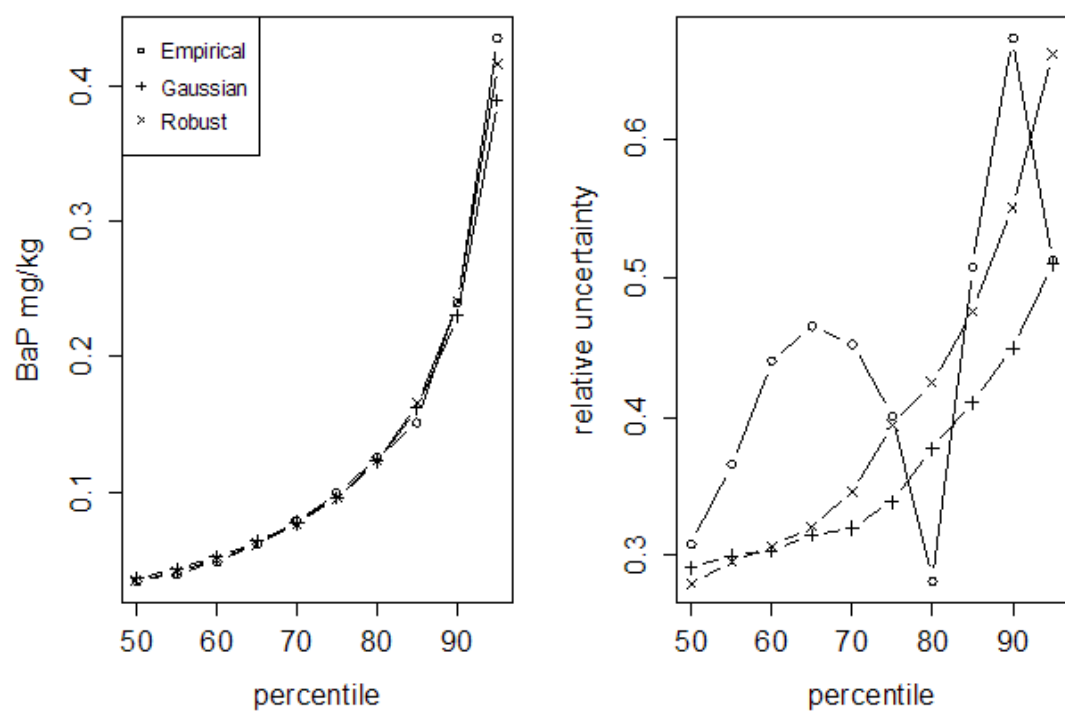 Empirical
Gaussian
Robust
BaP mg/kg
0.4
0.3
0.2
0.1
50 60 70 80 90
percentile
relative uncertainty
0.6
0.5
0.4
0.3
50 60 70 80 90
percentile